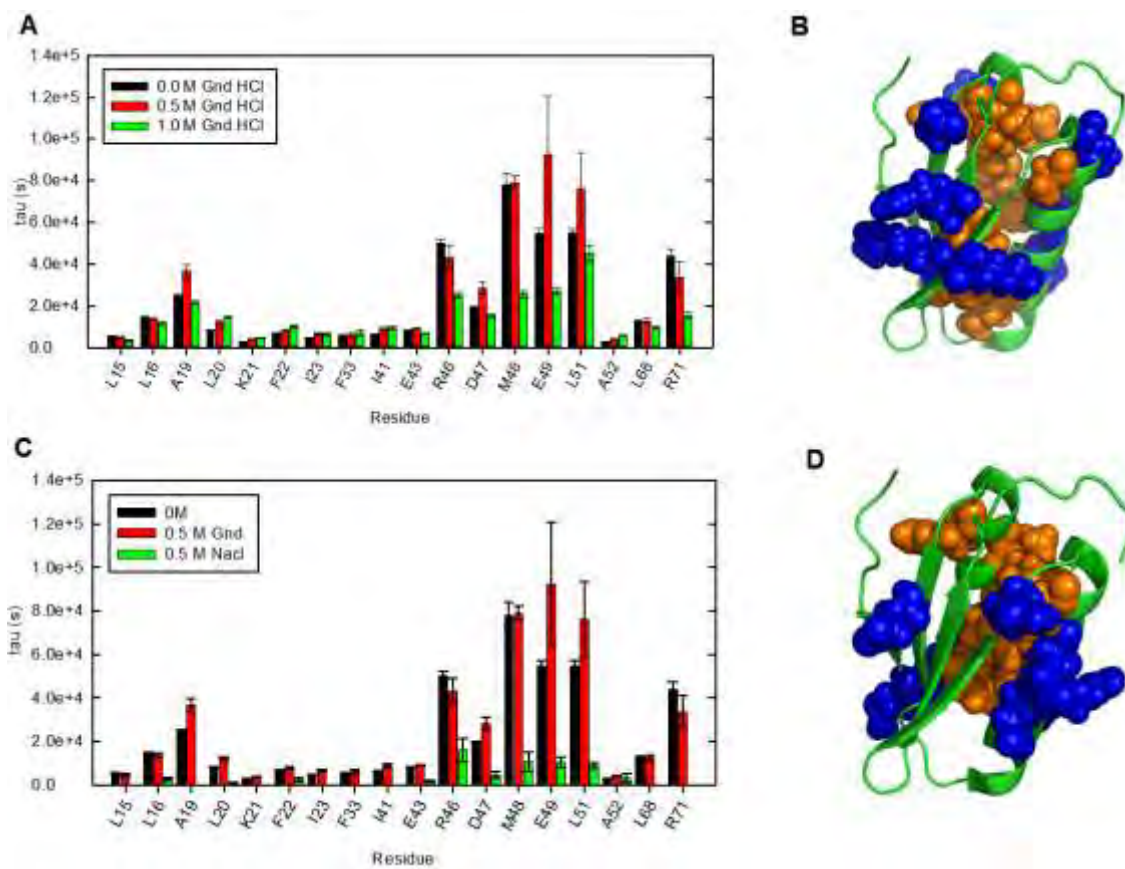 A
B
1.4e+5
1.2e+5
1.0e+5
8.0e+4
6.0e+4
4.0e+4
2.0e+4
0.0
tau (s)
0.0 M Gnd HCl
0.5 M Gnd HCl
1.0 M Gnd HCl
L15 L16 A19 L20 K21 F22 I23 F33 I41 E43 R46 D47 M48 E49 L51 A52 L68 R71
Residue
C
D
1.4e+5
1.2e+5
1.0e+5
8.0e+4
6.0e+4
4.0e+4
2.0e+4
0.0
tau (s)
0M
0.5 M Gnd
0.5 M Nacl
L15 L16 A19 L20 K21 F22 I23 F33 I41 E43 R46 D47 M48 E49 L51 A52 L68 R71
Residue